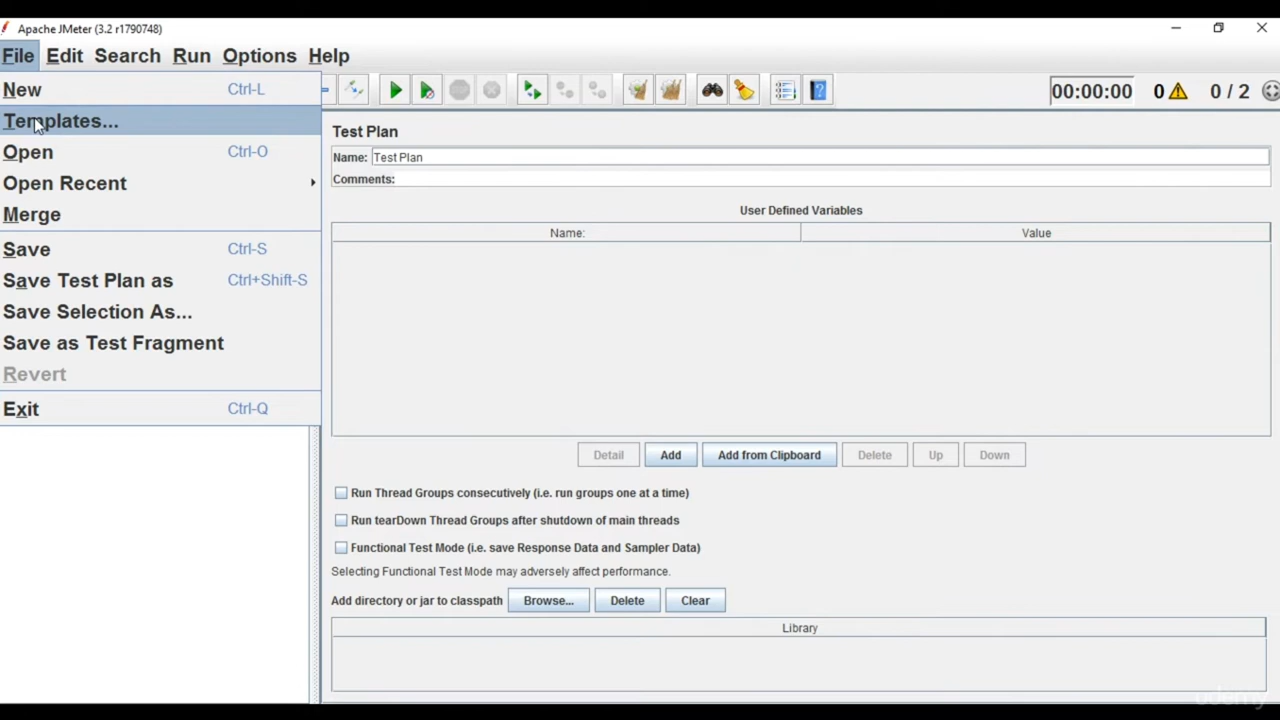 Apache JMeter (3.2 r1790748)
File Edit Search Run Options Help
New Ctrl-L
Templates...
Open Ctrl-O
Open Recent
Merge
Save Ctrl-S
Save Test Plan as Ctrl+Shift-S
Save Selection As...
Save as Test Fragment
Revert
Exit Ctrl-Q
00:00:00 0 0 / 2
Test Plan
Name: Test Plan
Comments:
User Defined Variables
Name: Value
Detail Add Add from Clipboard Delete Up Down
Run Thread Groups consecutively (i.e. run groups one at a time)
Run tearDown Thread Groups after shutdown of main threads
Functional Test Mode (i.e. save Response Data and Sampler Data)
Selecting Functional Test Mode may adversely affect performance.
Add directory or jar to classpath Browse... Delete Clear
Library
udemy